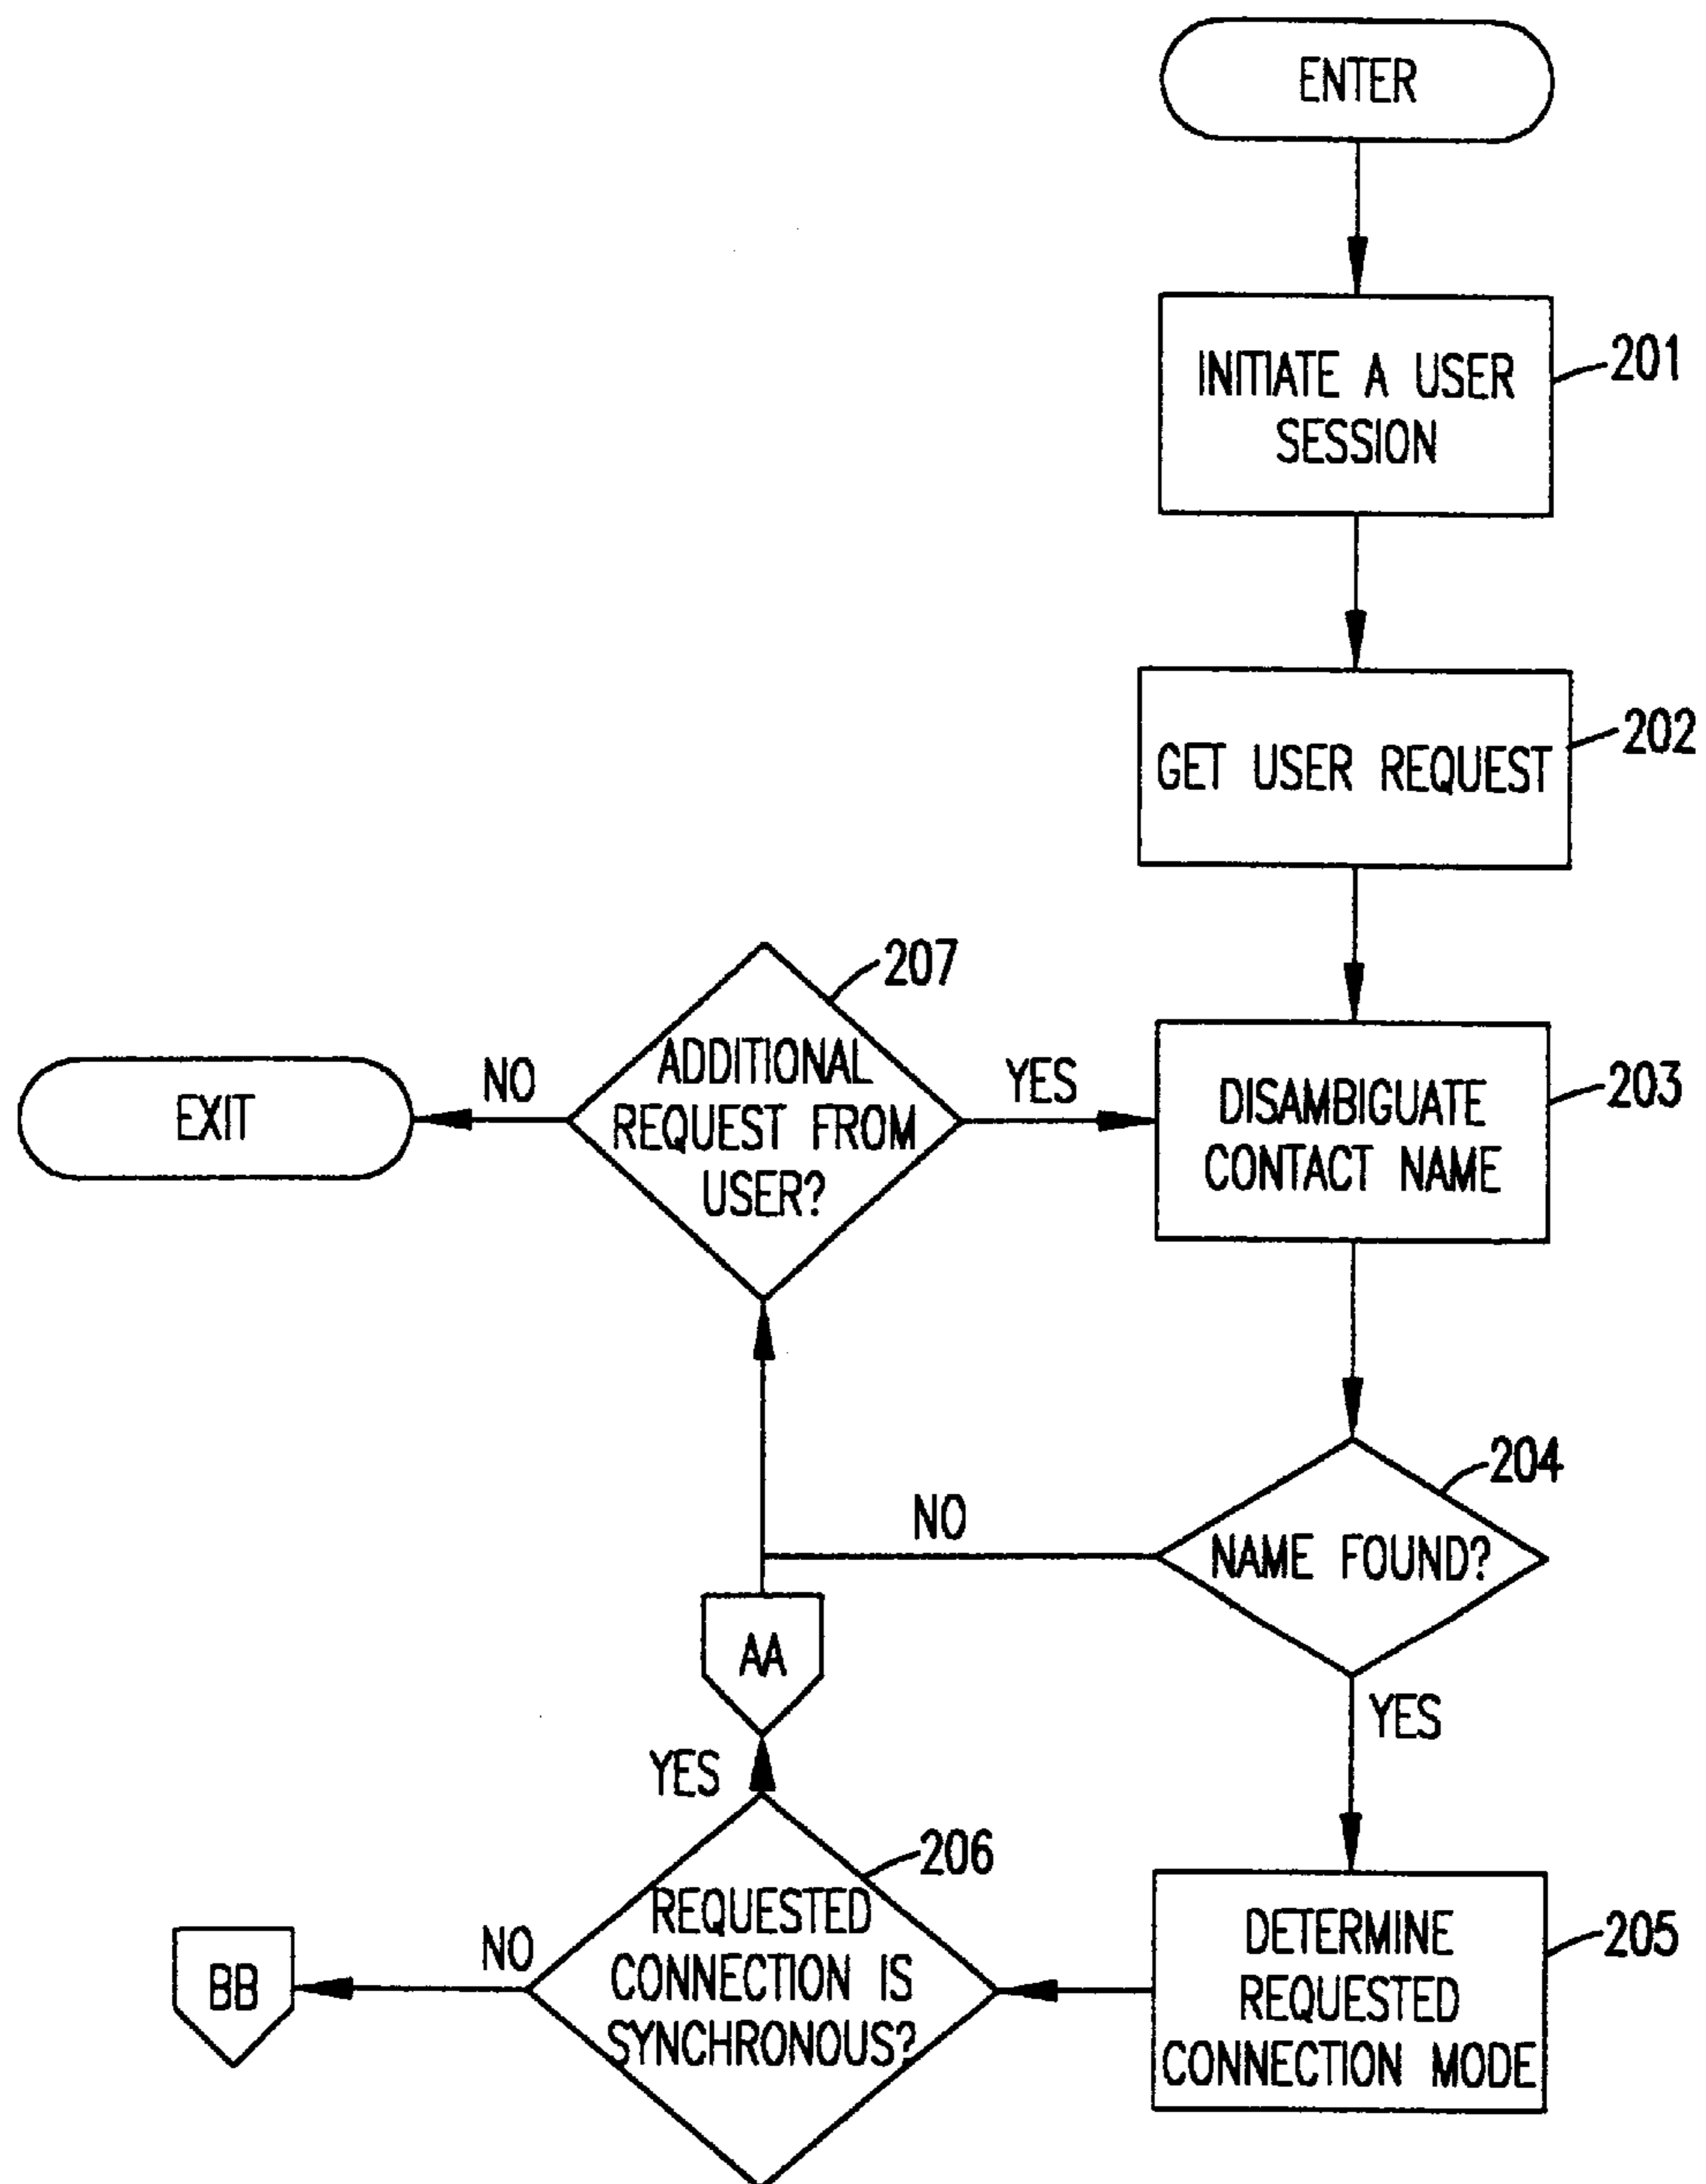 ENTER
INITIATE A USER
SESSION
201
GET USER REQUEST
202
207
ADDITIONAL
REQUEST FROM
USER?
NO
YES
EXIT
DISAMBIGUATE
CONTACT NAME
203
204
NAME FOUND?
NO
YES
AA
YES
206
REQUESTED
CONNECTION IS
SYNCHRONOUS?
NO
BB
DETERMINE
REQUESTED
CONNECTION MODE
205